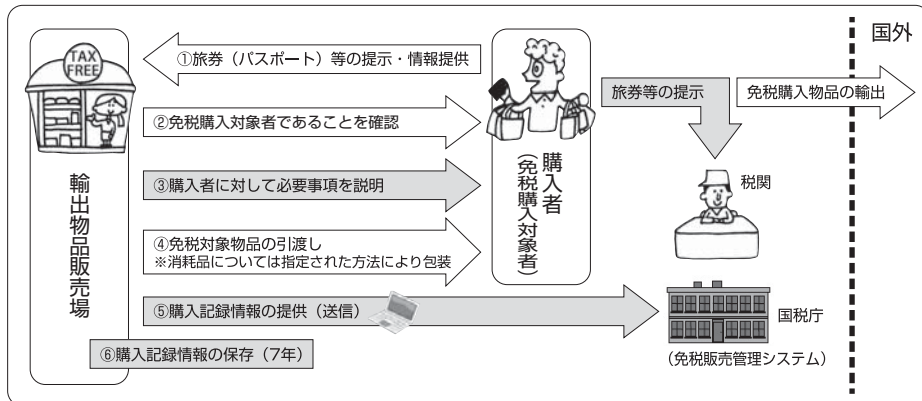 国外
TAX
FREE
①旅券（パスポート）等の提示・情報提供
旅券等の提示
免税購入物品の輸出
②免税購入対象者であることを確認
③購入者に対して必要事項を説明
④免税対象物品の引渡し
※消耗品については指定された方法により包装
⑤購入記録情報の提供（送信）
⑥購入記録情報の保存（7年）
輸出物品販売場
購入者
（免税購入対象者）
税関
国税庁
（免税販売管理システム）